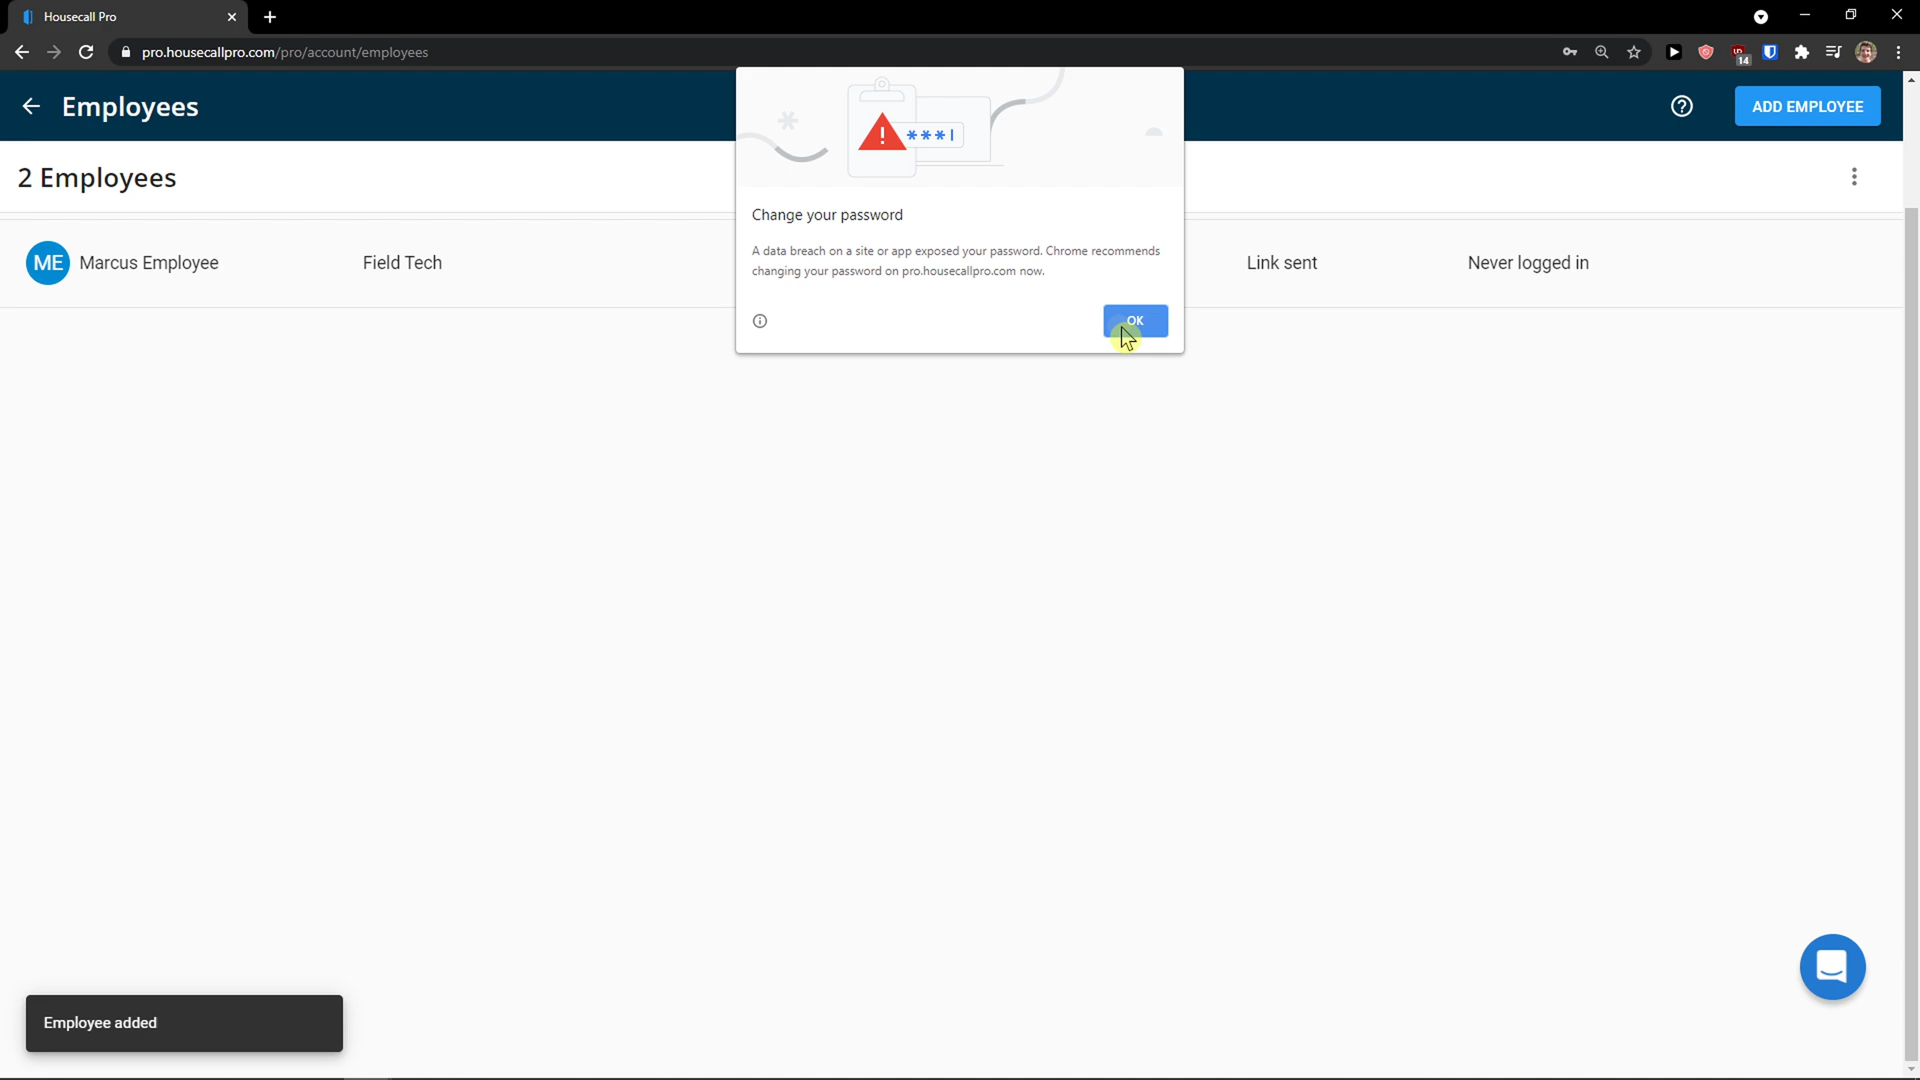 Housecall Pro
pro.housecallpro.com/pro/account/employees
14
Employees
ADD EMPLOYEE
2 Employees
***
Change your password
A data breach on a site or app exposed your password. Chrome recommends
changing your password on pro.housecallpro.com now.
OK
ME Marcus Employee Field Tech Link sent Never logged in
Employee added